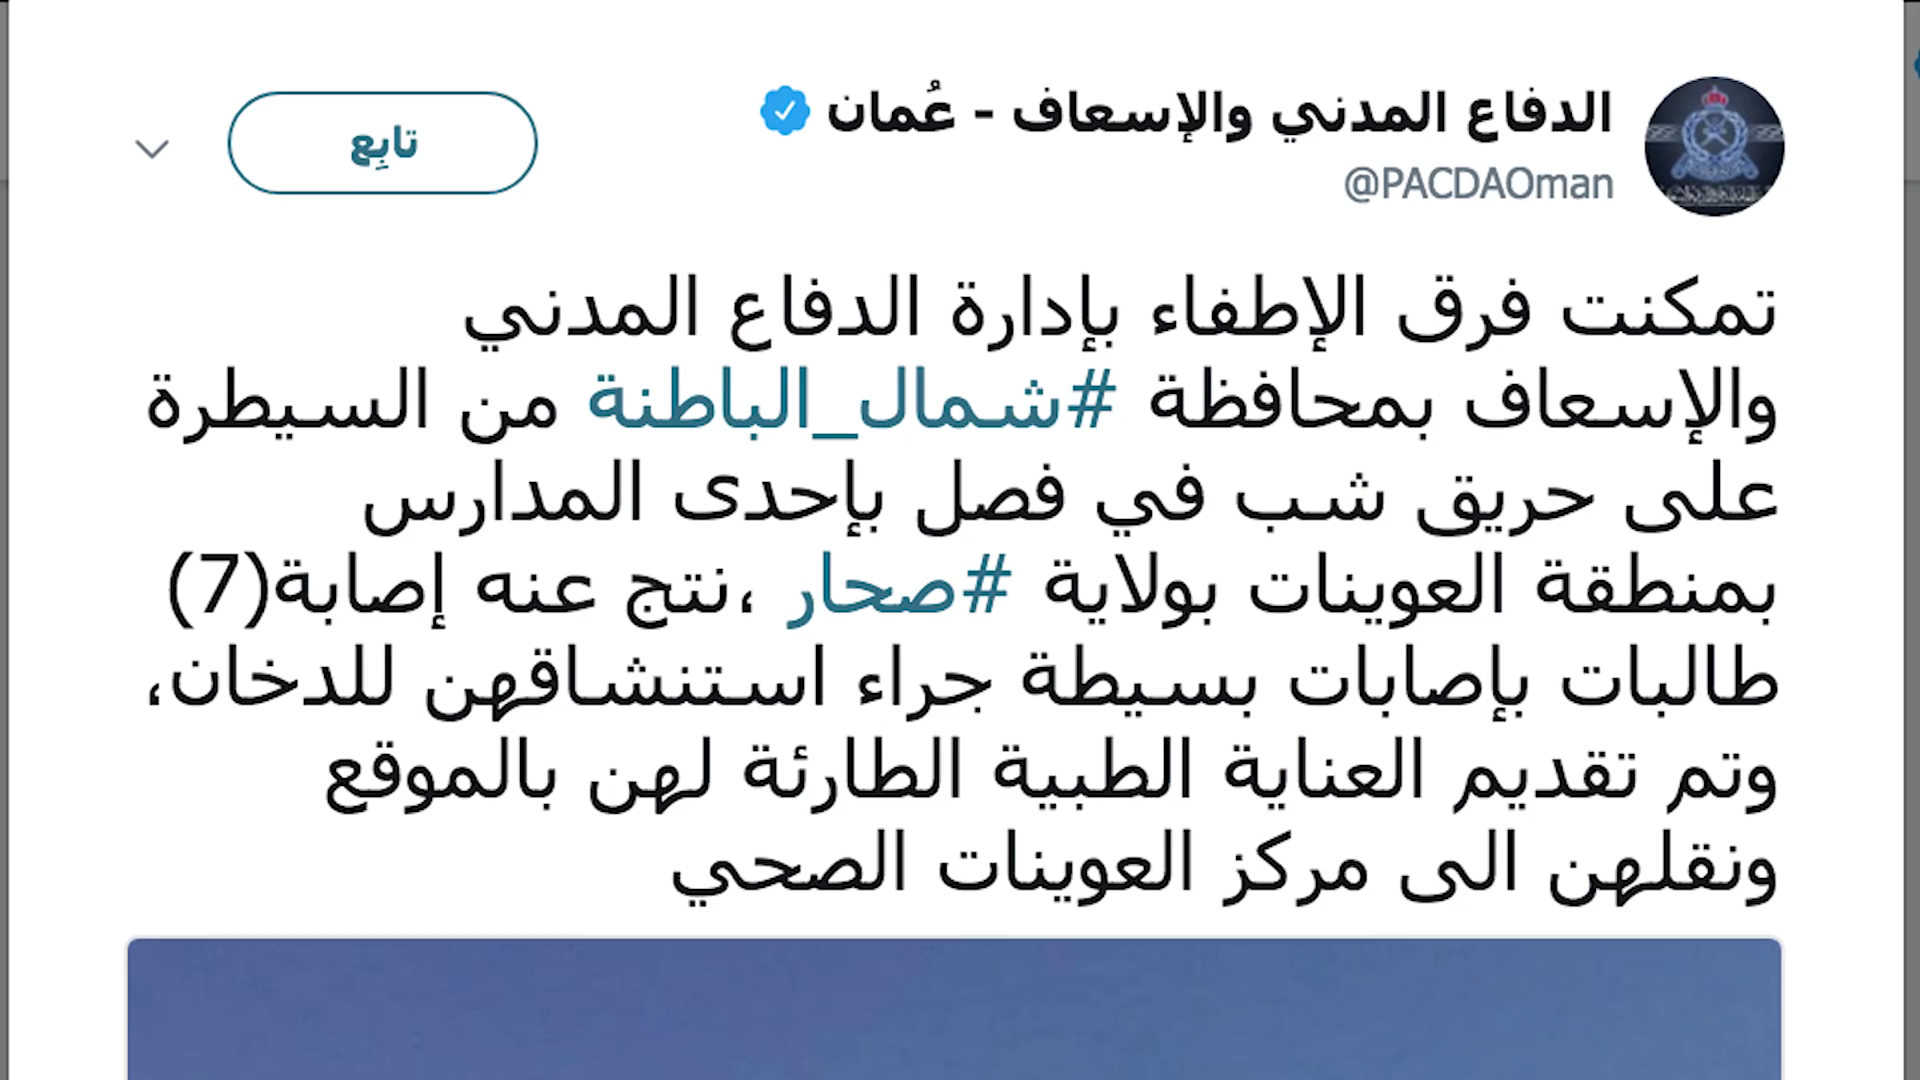 الدفاع المدني والإسعاف - عُمان
@PACDAOman
تابِع
تمكنت فرق الإطفاء بإدارة الدفاع المدني
والإسعاف بمحافظة #شمال_الباطنة من السيطرة
على حريق شب في فصل بإحدى المدارس
بمنطقة العوينات بولاية #صحار ،نتج عنه إصابة(7)
طالبات بإصابات بسيطة جراء استنشاقهن للدخان،
وتم تقديم العناية الطبية الطارئة لهن بالموقع
ونقلهن الى مركز العوينات الصحي